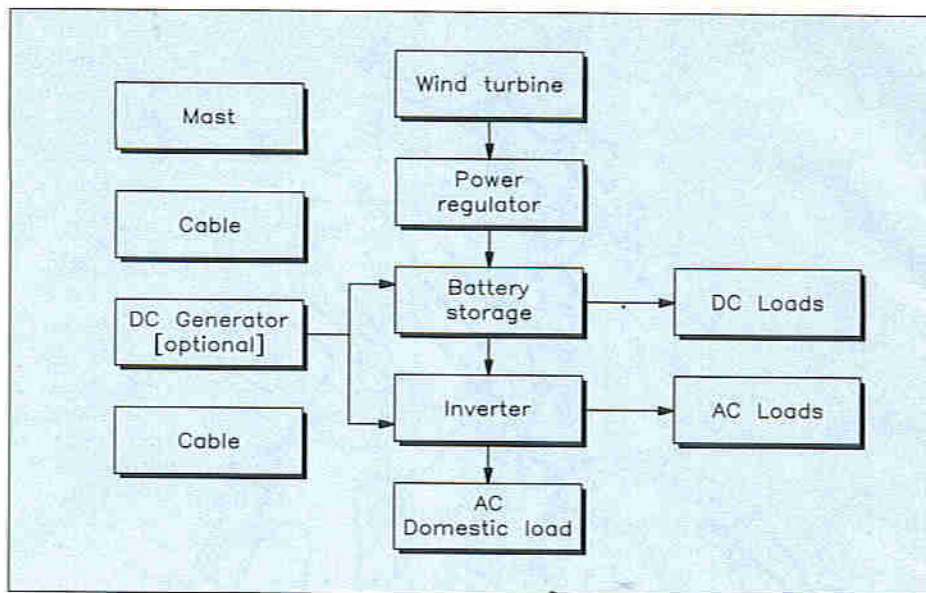 Wind turbine
Mast
Power
regulator
Cable
Battery
storage
DC Loads
DC Generator
[optional]
Inverter
AC Loads
Cable
AC
Domestic load